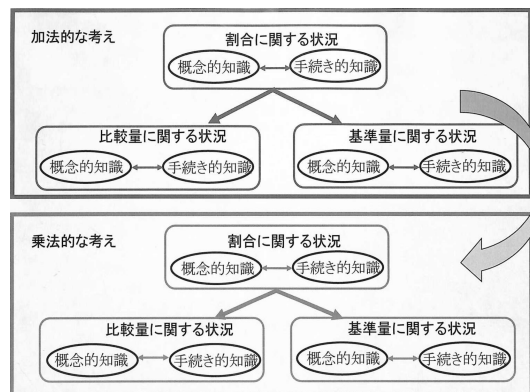 加法的な考え
割合に関する状況
概念的知識 手続き的知識
比較量に関する状況 基準量に関する状況
概念的知識 手続き的知識 概念的知識 手続き的知識
乗法的な考え
割合に関する状況
概念的知識 手続き的知識
比較量に関する状況 基準量に関する状況
概念的知識 手続き的知識 概念的知識 手続き的知識